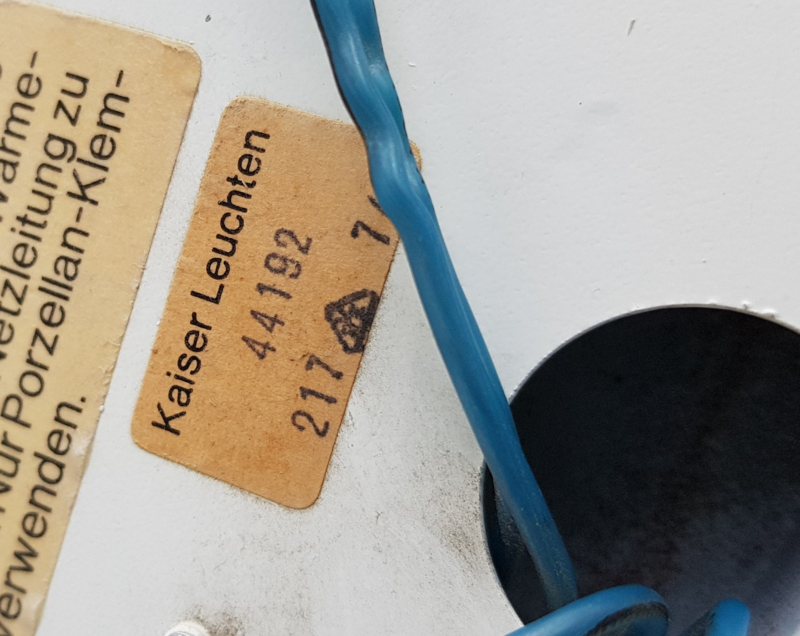 Netzleitung zu
Nur Porzellan-Klem-
verwenden.
Kaiser Leuchten
44192
217